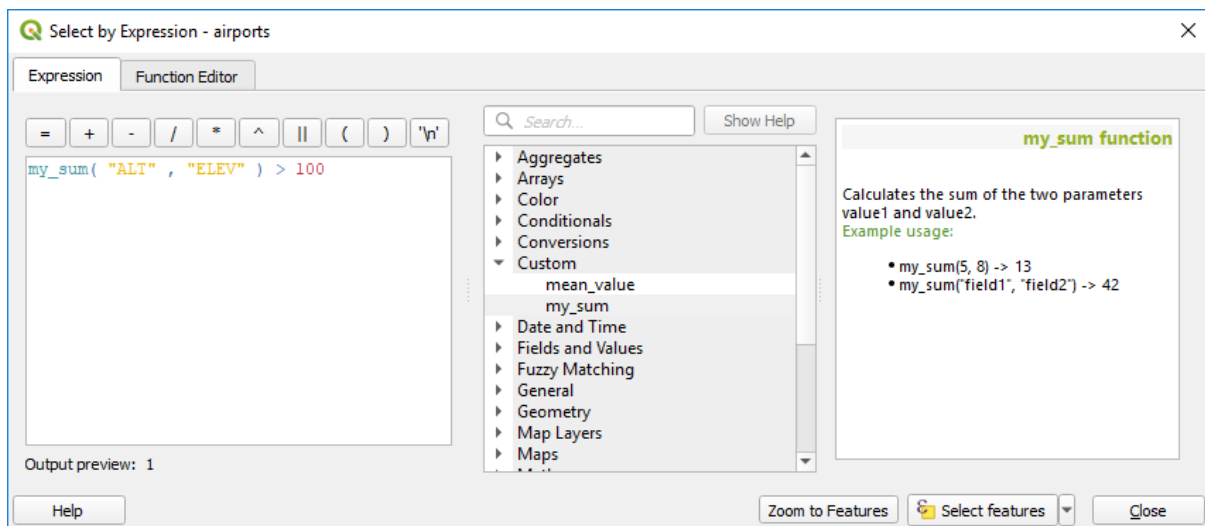 Select by Expression - airports
Expression
Function Editor
= + - / * ^ || ( ) '\n'
my_sum( "ALT" , "ELEV" ) > 100
Output preview: 1
Search...
Show Help
Aggregates
Arrays
Color
Conditionals
Conversions
Custom
mean_value
my_sum
Date and Time
Fields and Values
Fuzzy Matching
General
Geometry
Map Layers
Maps
my_sum function
Calculates the sum of the two parameters
value1 and value2.
Example usage:
• my_sum(5, 8) -> 13
• my_sum("field1", "field2") -> 42
Help
Zoom to Features
Select features
Close